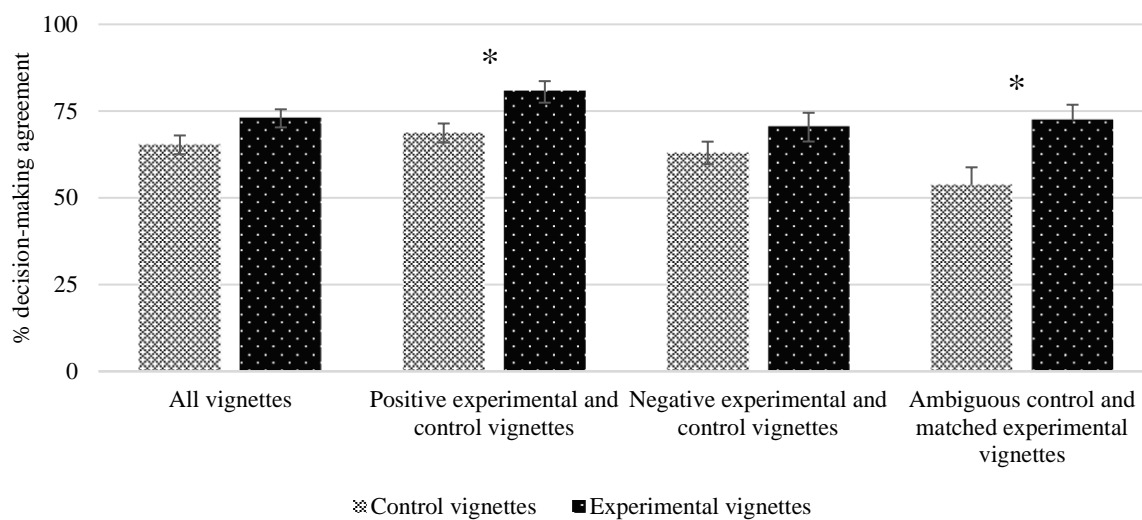 % decision-making agreement
100
75
50
25
0
*
*
All vignettes
Positive experimental and
control vignettes
Negative experimental and
control vignettes
Ambiguous control and
matched experimental
vignettes
Control vignettes
Experimental vignettes